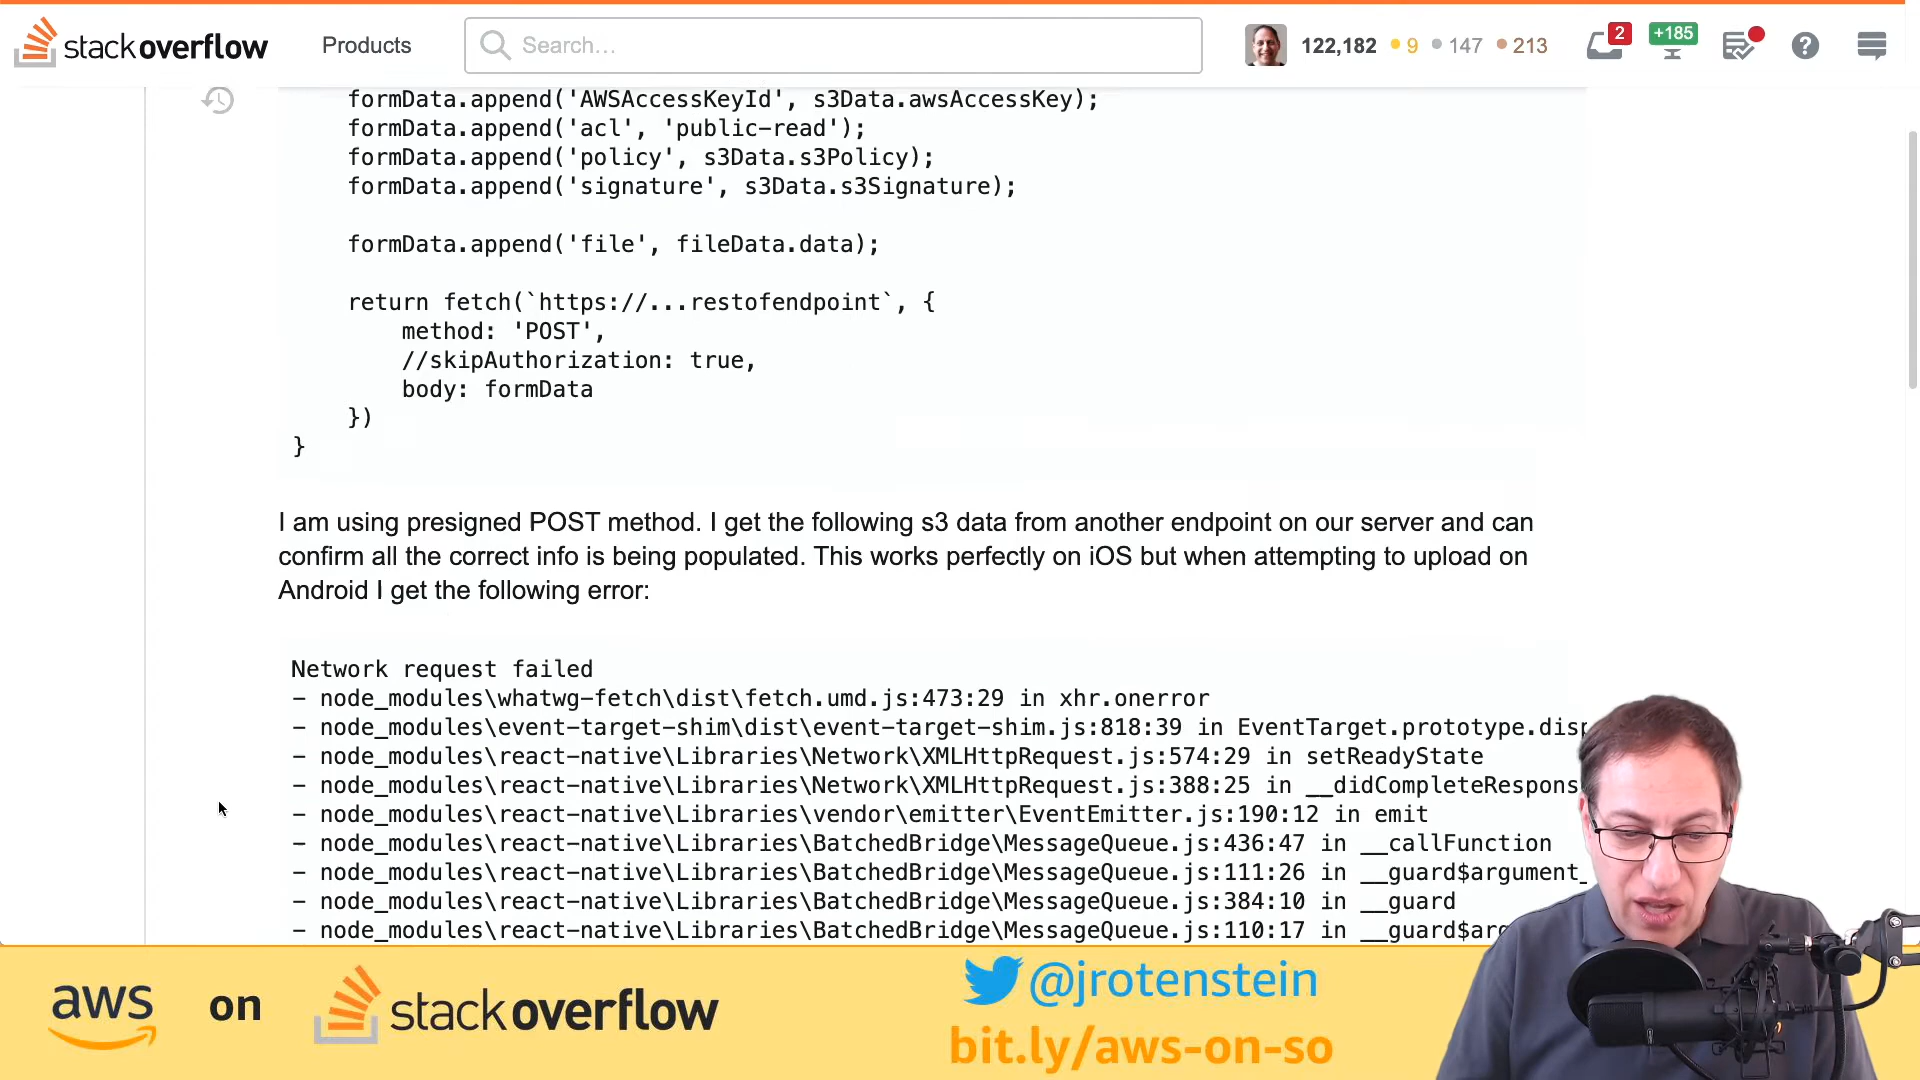 stackoverflow Products Search... 122,182 9 147 213 2 +185
formData.append('AWSAccessKeyId', s3Data.awsAccessKey);
formData.append('acl', 'public-read');
formData.append('policy', s3Data.s3Policy);
formData.append('signature', s3Data.s3Signature);
formData.append('file', fileData.data);
return fetch(`https://...restofendpoint`, {
method: 'POST',
//skipAuthorization: true,
body: formData
})
}
I am using presigned POST method. I get the following s3 data from another endpoint on our server and can
confirm all the correct info is being populated. This works perfectly on iOS but when attempting to upload on
Android I get the following error:
Network request failed
- node_modules\whatwg-fetch\dist\fetch.umd.js:473:29 in xhr.onerror
- node_modules\event-target-shim\dist\event-target-shim.js:818:39 in EventTarget.prototype.disp
- node_modules\react-native\Libraries\Network\XMLHttpRequest.js:574:29 in setReadyState
- node_modules\react-native\Libraries\Network\XMLHttpRequest.js:388:25 in __didCompleteRespons
- node_modules\react-native\Libraries\vendor\emitter\EventEmitter.js:190:12 in emit
- node_modules\react-native\Libraries\BatchedBridge\MessageQueue.js:436:47 in __callFunction
- node_modules\react-native\Libraries\BatchedBridge\MessageQueue.js:111:26 in __guard$argument_
- node_modules\react-native\Libraries\BatchedBridge\MessageQueue.js:384:10 in __guard
- node_modules\react-native\Libraries\BatchedBridge\MessageQueue.js:110:17 in __guard$arg
aws on stackoverflow
@jrotenstein
bit.ly/aws-on-so